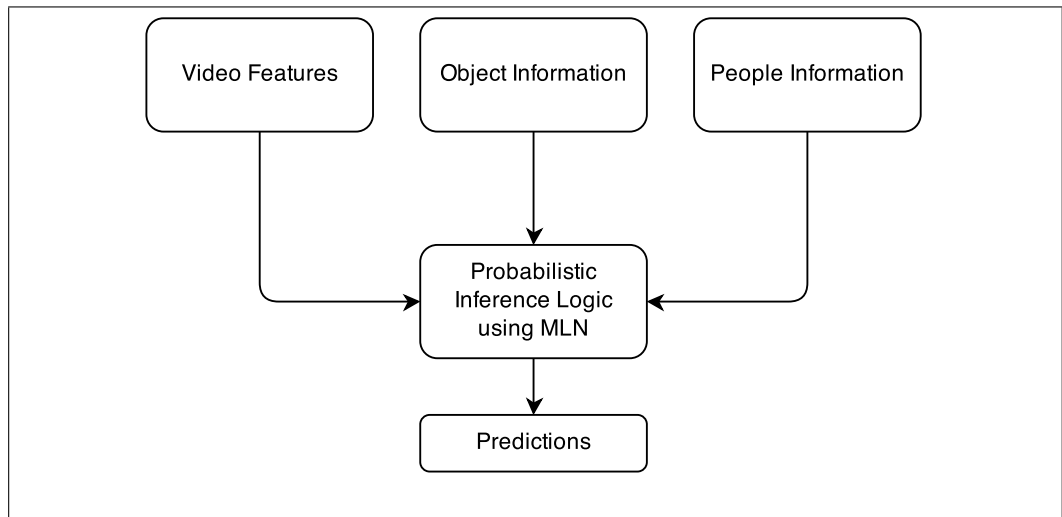 Video Features
Object Information
People Information
Probabilistic
Inference Logic
using MLN
Predictions